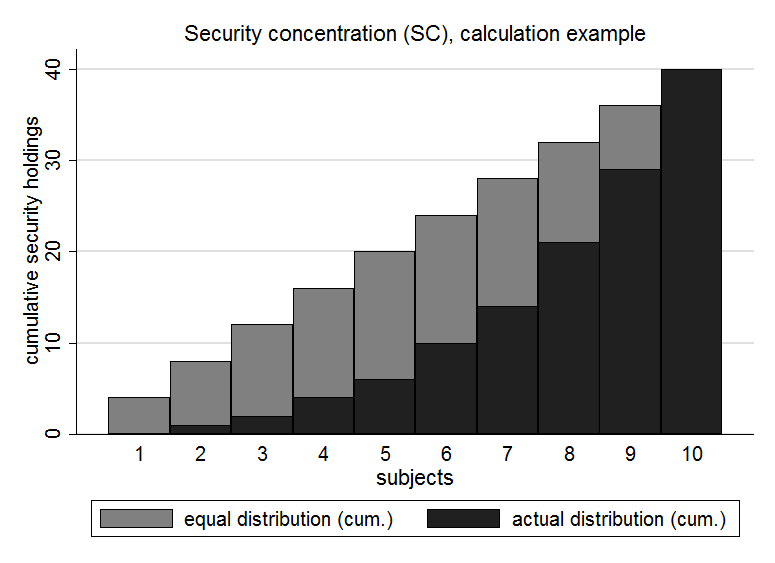 Security concentration (SC), calculation example
cumulative security holdings
40
30
20
10
0
1 2 3 4 5 6 7 8 9 10
subjects
equal distribution (cum.) actual distribution (cum.)